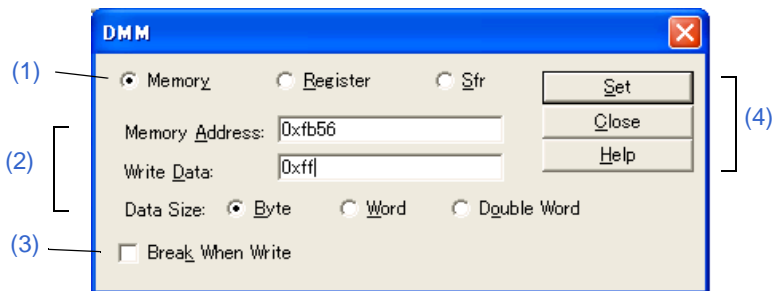 DMM
(1)
Memory Register Sfr Set
(4)
Memory Address: 0xfb56 Close
(2)
Write Data: 0xff Help
Data Size: Byte Word Double Word
(3)
Break When Write